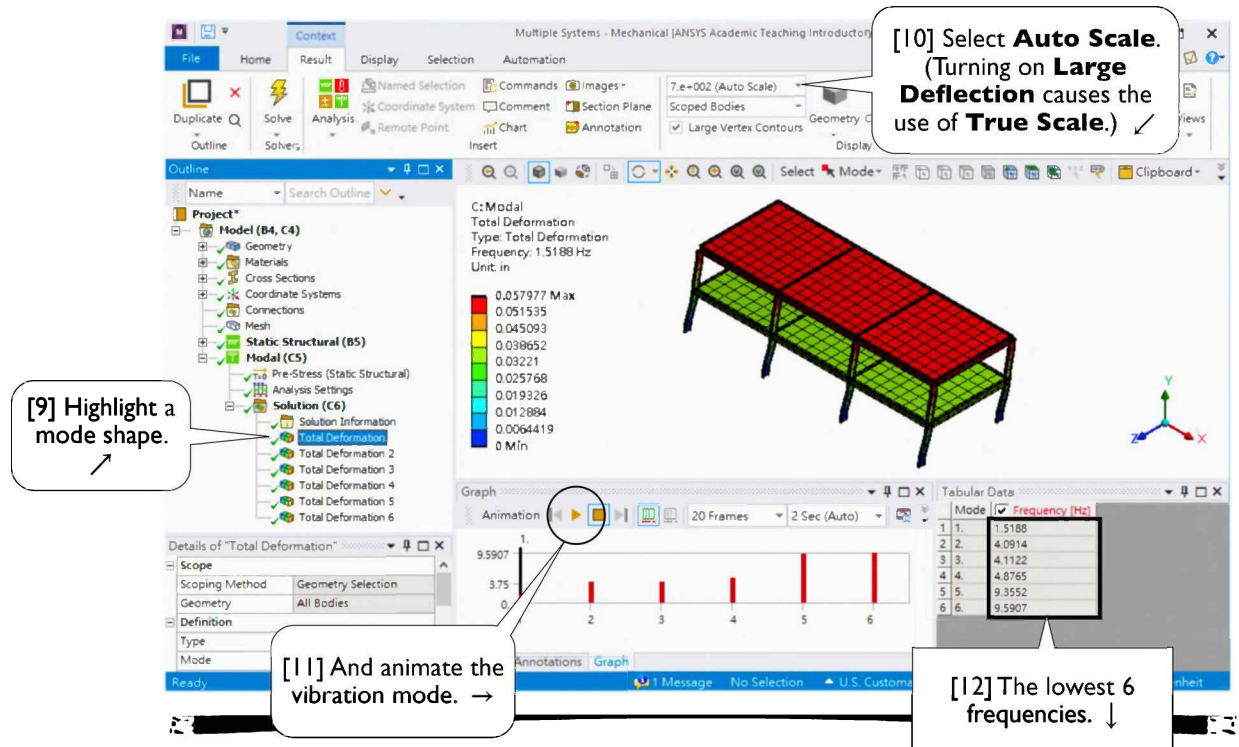 Context
Multiple Systems - Mechanical [ANSYS Academic Teaching Introductory
File Home Result Display Selection Automation
Duplicate
Outline
Solve
Solver
Analysis
Named Selection
Coordinate System
Remote Point
Commands
Comment
Chart
Images
Section Plane
Annotation
Insert
7.e+002 (Auto Scale)
Scoped Bodies
Large Vertex Contours
Geometry
Display
[10] Select Auto Scale.
(Turning on Large
Deflection causes the
use of True Scale.) ↙
Outline
Name Search Outline
Select Mode Clipboard
Project*
Model (B4, C4)
Geometry
Materials
Cross Sections
Coordinate Systems
Connections
Mesh
Static Structural (B5)
Modal (C5)
T=0 Pre-Stress (Static Structural)
Analysis Settings
Solution (C6)
Solution Information
Total Deformation
Total Deformation 2
Total Deformation 3
Total Deformation 4
Total Deformation 5
Total Deformation 6
[9] Highlight a
mode shape.
↗
C: Modal
Total Deformation
Type: Total Deformation
Frequency: 1.5188 Hz
Unit: in
0.057977 Max
0.051535
0.045093
0.038652
0.03221
0.025768
0.019326
0.012884
0.0064419
0 Min
Y
Z X
Details of "Total Deformation"
Scope
Scoping Method Geometry Selection
Geometry All Bodies
Definition
Type
Mode
Graph
Animation 20 Frames 2 Sec (Auto)
1.
9.5907
3.75
0.
2 3 4 5 6
Annotations Graph
Tabular Data
Mode Frequency [Hz]
1 1. 1.5188
2 2. 4.0914
3 3. 4.1122
4 4. 4.8765
5 5. 9.3552
6 6. 9.5907
[11] And animate the
vibration mode. →
[12] The lowest 6
frequencies. ↓
Ready 1 Message No Selection